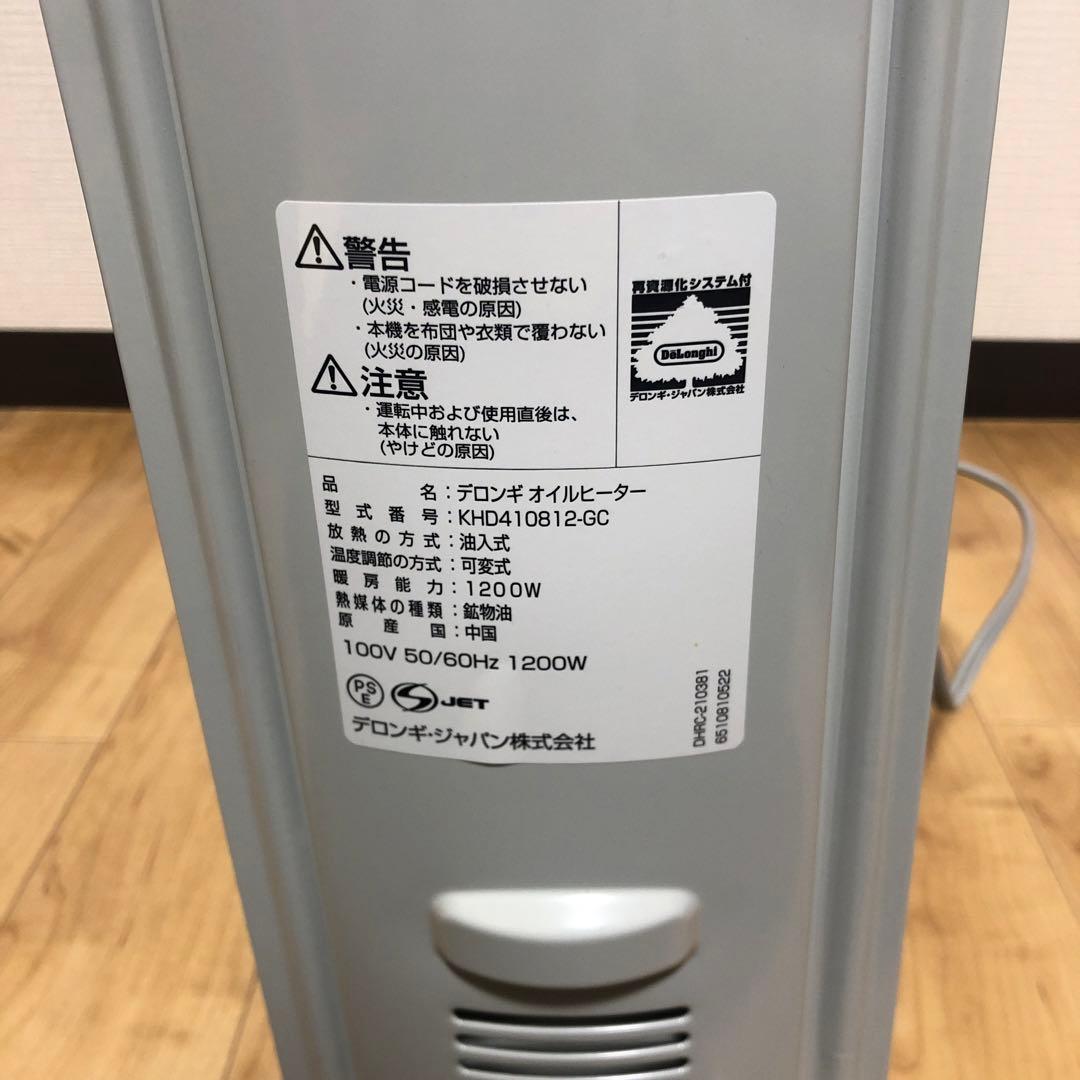 警告
・電源コードを破損させない
(火災・感電の原因)
・本機を布団や衣類で覆わない
(火災の原因)
注意
・運転中および使用直後は、
本体に触れない
(やけどの原因)
再資源化システム付
DeLonghi
デロンギ・ジャパン株式会社
品名：デロンギ オイルヒーター
型式番号：KHD410812-GC
放熱の方式：油入式
温度調節の方式：可変式
暖房能力：1200W
熱媒体の種類：鉱物油
原産国：中国
100V 50/60Hz 1200W
PSE JET
デロンギ・ジャパン株式会社
DHRC-210381
6510810522